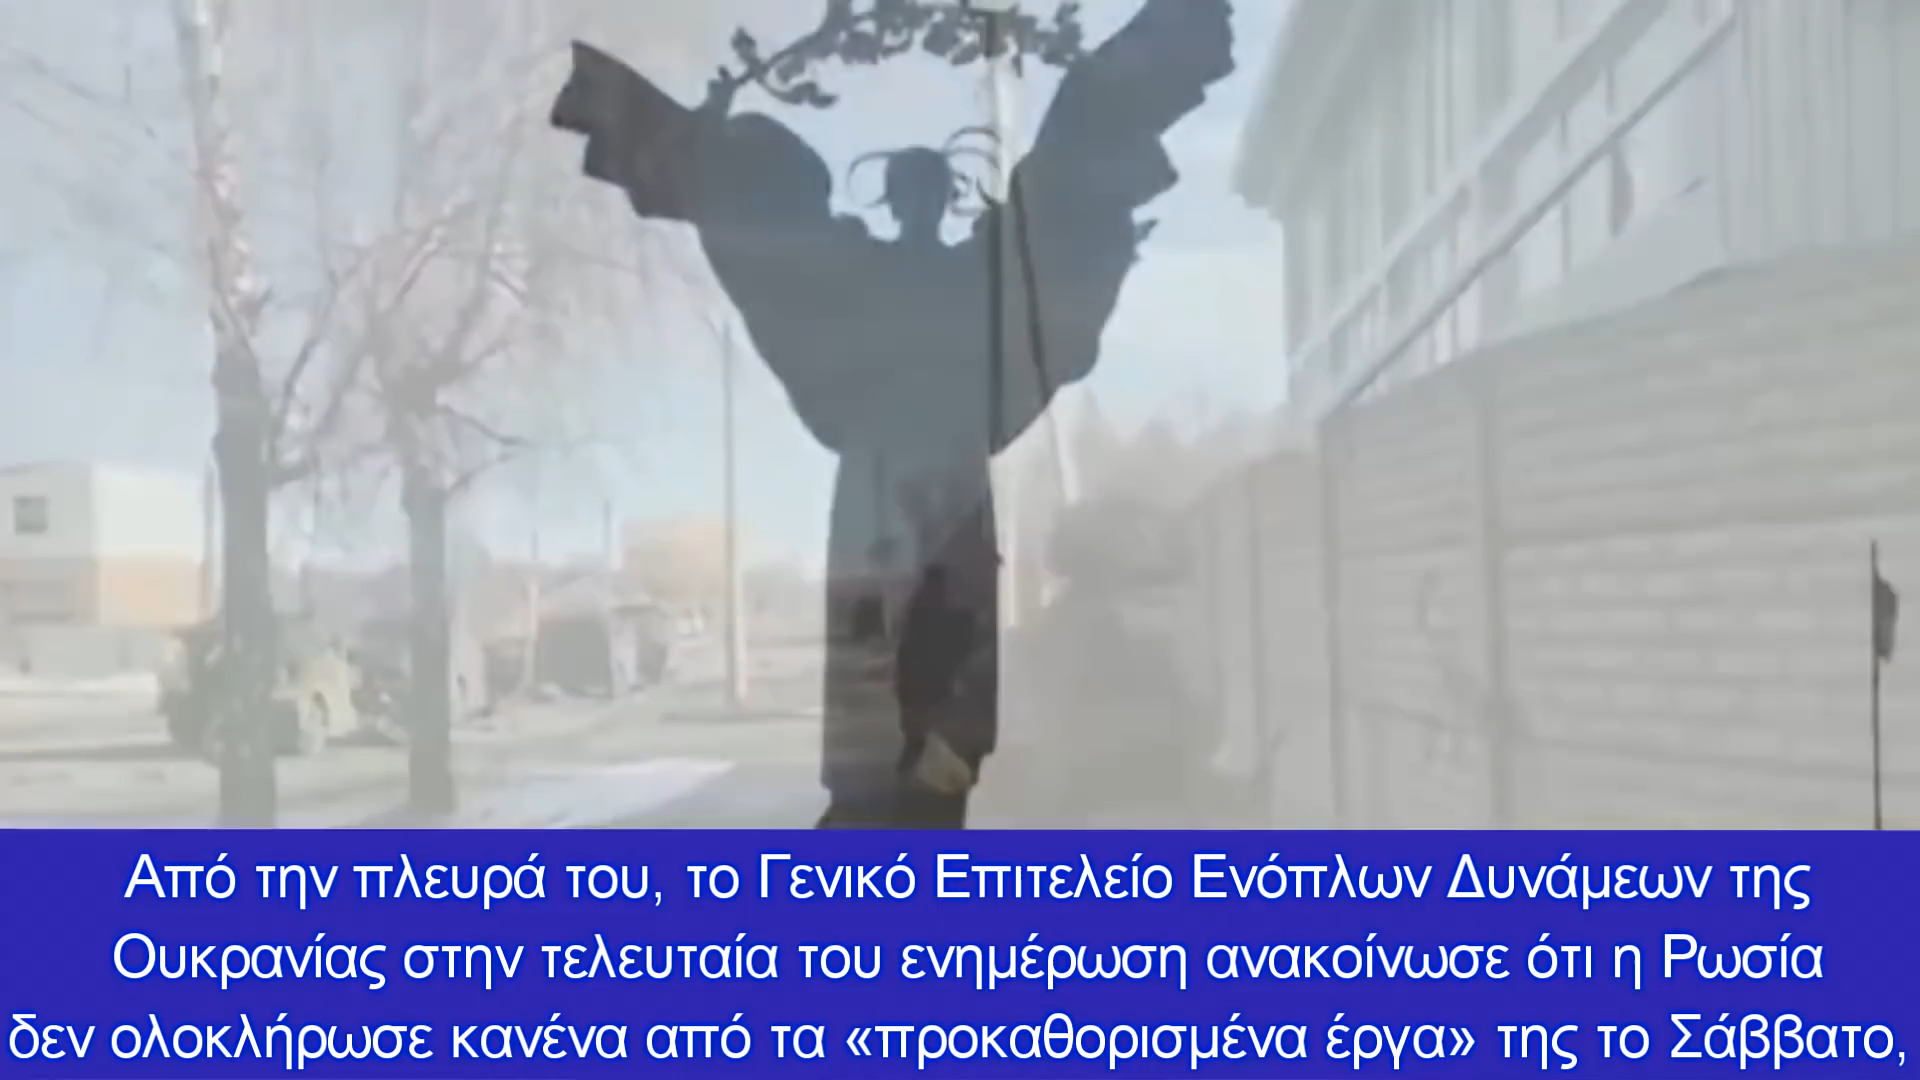 Από την πλευρά του, το Γενικό Επιτελείο Ενόπλων Δυνάμεων της
Ουκρανίας στην τελευταία του ενημέρωση ανακοίνωσε ότι η Ρωσία
δεν ολοκλήρωσε κανένα από τα «προκαθορισμένα έργα» της το Σάββατο,